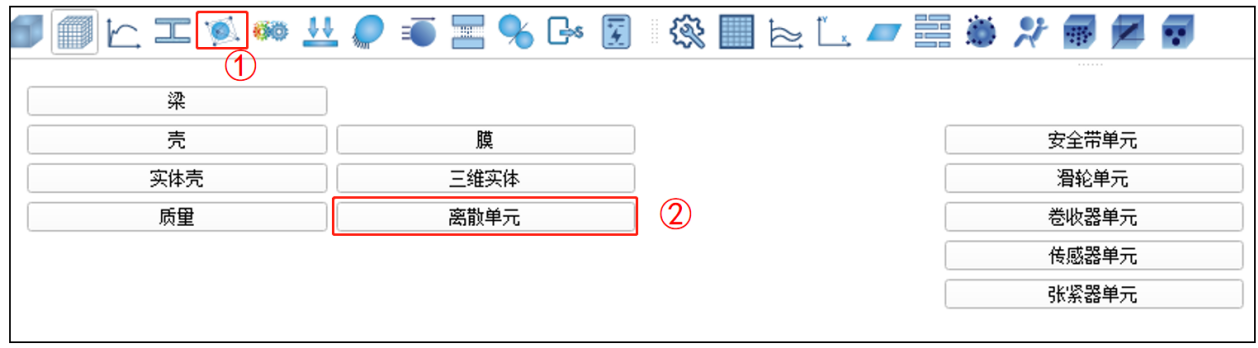 ①
梁
壳 膜 安全带单元
实体壳 三维实体 滑轮单元
质量 离散单元 ② 卷收器单元
传感器单元
张紧器单元